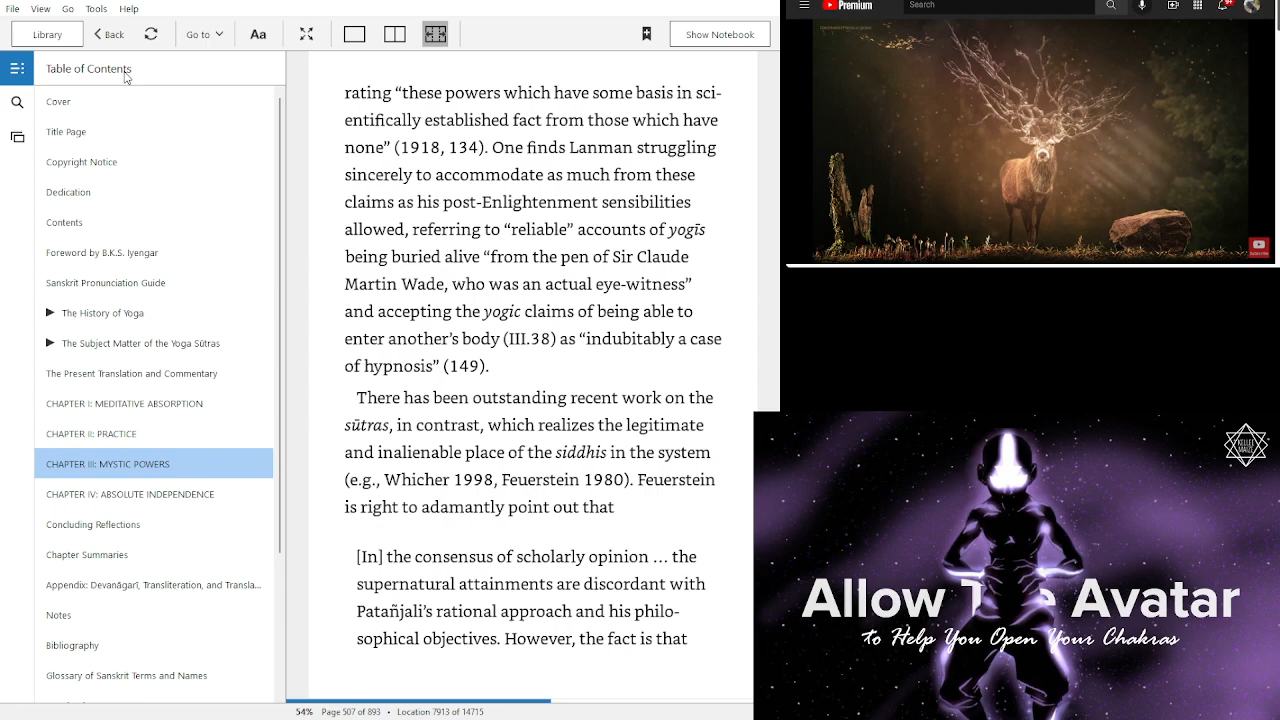 File View Go Tools Help
Library Back Go to Aa Show Notebook
Table of Contents
Cover
Title Page
Copyright Notice
Dedication
Contents
Foreword by B.K.S. Iyengar
Sanskrit Pronunciation Guide
The History of Yoga
The Subject Matter of the Yoga Sūtras
The Present Translation and Commentary
CHAPTER I: MEDITATIVE ABSORPTION
CHAPTER II: PRACTICE
CHAPTER III: MYSTIC POWERS
CHAPTER IV: ABSOLUTE INDEPENDENCE
Concluding Reflections
Chapter Summaries
Appendix: Devanāgarī, Transliteration, and Transla...
Notes
Bibliography
Glossary of Sanskrit Terms and Names
rating “these powers which have some basis in sci-
entifically established fact from those which have
none” (1918, 134). One finds Lanman struggling
sincerely to accommodate as much from these
claims as his post-Enlightenment sensibilities
allowed, referring to “reliable” accounts of yogīs
being buried alive “from the pen of Sir Claude
Martin Wade, who was an actual eye-witness”
and accepting the yogic claims of being able to
enter another’s body (III.38) as “indubitably a case
of hypnosis” (149).
There has been outstanding recent work on the
sūtras, in contrast, which realizes the legitimate
and inalienable place of the siddhis in the system
(e.g., Whicher 1998, Feuerstein 1980). Feuerstein
is right to adamantly point out that
[In] the consensus of scholarly opinion … the
supernatural attainments are discordant with
Patañjali’s rational approach and his philo-
sophical objectives. However, the fact is that
54% Page 507 of 893 • Location 7913 of 14715
Premium Search 9+
Subscribe
Allow The Avatar
to Help You Open Your Chakras